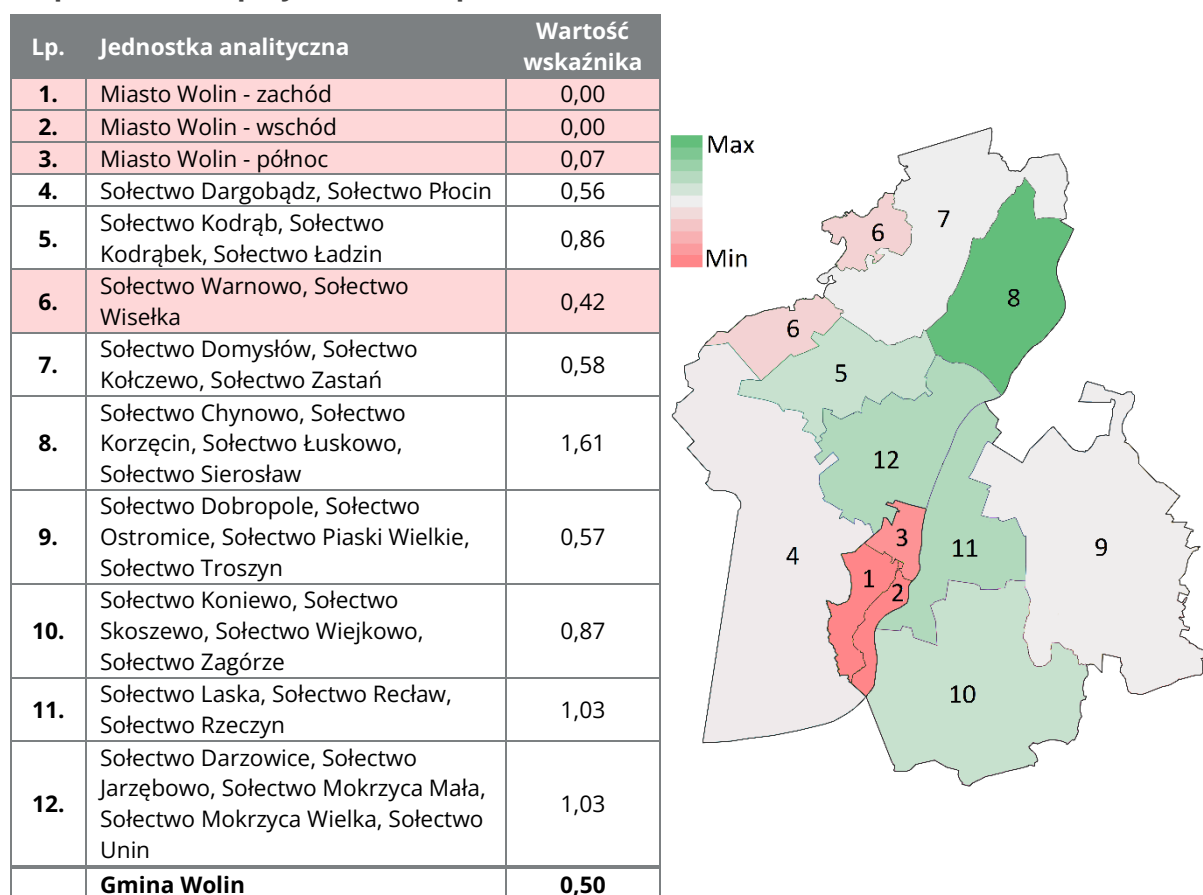 Lp. Jednostka analityczna Wartość
wskaźnika
1. Miasto Wolin - zachód 0,00
2. Miasto Wolin - wschód 0,00
3. Miasto Wolin - północ 0,07
4. Sołectwo Dargobądz, Sołectwo Płocin 0,56
5. Sołectwo Kodrąb, Sołectwo
Kodrąbek, Sołectwo Ładzin 0,86
6. Sołectwo Warnowo, Sołectwo
Wisełka 0,42
7. Sołectwo Domysłów, Sołectwo
Kołczewo, Sołectwo Zastań 0,58
8. Sołectwo Chynowo, Sołectwo
Korzęcin, Sołectwo Łuskowo,
Sołectwo Sierosław 1,61
9. Sołectwo Dobropole, Sołectwo
Ostromice, Sołectwo Piaski Wielkie,
Sołectwo Troszyn 0,57
10. Sołectwo Koniewo, Sołectwo
Skoszewo, Sołectwo Wiejkowo,
Sołectwo Zagórze 0,87
11. Sołectwo Laska, Sołectwo Recław,
Sołectwo Rzeczyn 1,03
12. Sołectwo Darzowice, Sołectwo
Jarzębowo, Sołectwo Mokrzyca Mała,
Sołectwo Mokrzyca Wielka, Sołectwo
Unin 1,03
Gmina Wolin 0,50
Max
Min
7
6
8
6
5
12
3
11
9
4
1
2
10